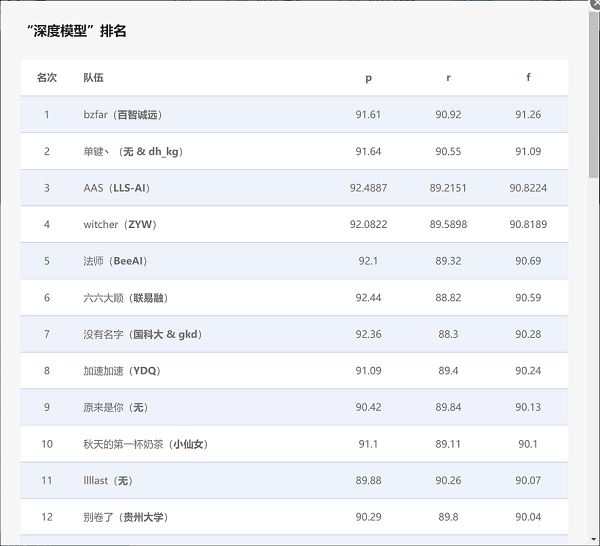 “深度模型”排名
名次 队伍 p r f
1 bzfar（百智诚远） 91.61 90.92 91.26
2 单键丶（无 & dh_kg） 91.64 90.55 91.09
3 AAS（LLS-AI） 92.4887 89.2151 90.8224
4 witcher（ZYW） 92.0822 89.5898 90.8189
5 法师（BeeAI） 92.1 89.32 90.69
6 六六大顺（联易融） 92.44 88.82 90.59
7 没有名字（国科大 & gkd） 92.36 88.3 90.28
8 加速加速（YDQ） 91.09 89.4 90.24
9 原来是你（无） 90.42 89.84 90.13
10 秋天的第一杯奶茶（小仙女） 91.1 89.11 90.1
11 llllast（无） 89.88 90.26 90.07
12 别卷了（贵州大学） 90.29 89.8 90.04